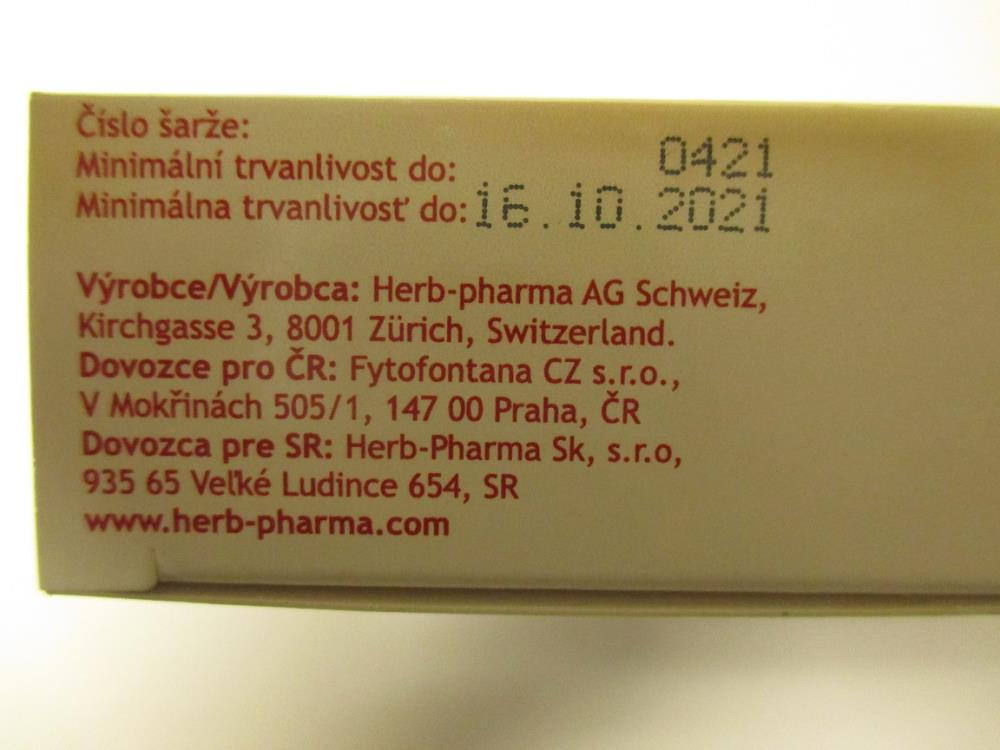 Číslo šarže:
0421
Minimální trvanlivost do:
Minimálna trvanlivosť do: 16.10.2021
Výrobce/Výrobca: Herb-pharma AG Schweiz,
Kirchgasse 3, 8001 Zürich, Switzerland.
Dovozce pro ČR: Fytofontana CZ s.r.o.,
V Mokřinách 505/1, 147 00 Praha, ČR
Dovozca pre SR: Herb-Pharma Sk, s.r.o,
935 65 Veľké Ludince 654, SR
www.herb-pharma.com